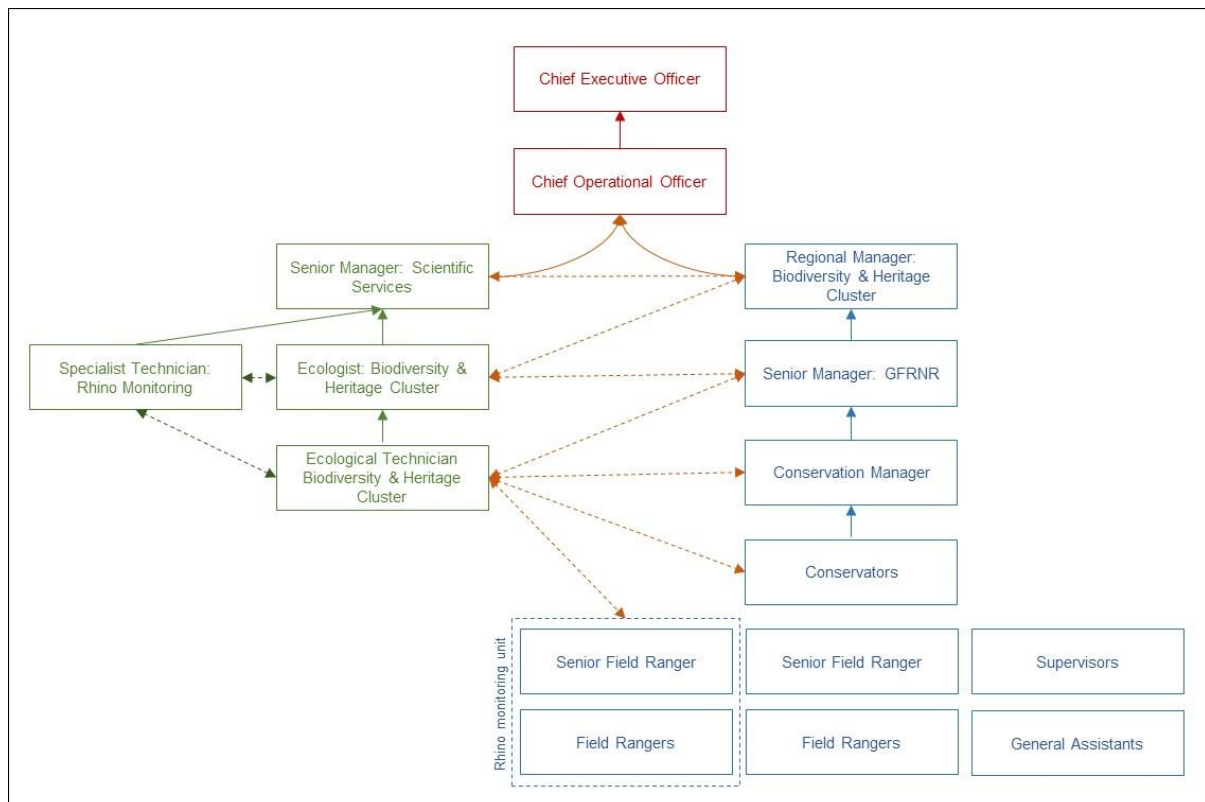 Chief Executive Officer
Chief Operational Officer
Senior Manager: Scientific
Services
Regional Manager:
Biodiversity & Heritage
Cluster
Specialist Technician:
Rhino Monitoring
Ecologist: Biodiversity &
Heritage Cluster
Senior Manager: GFRNR
Ecological Technician
Biodiversity & Heritage
Cluster
Conservation Manager
Conservators
Rhino monitoring unit
Senior Field Ranger
Senior Field Ranger
Supervisors
Field Rangers
Field Rangers
General Assistants